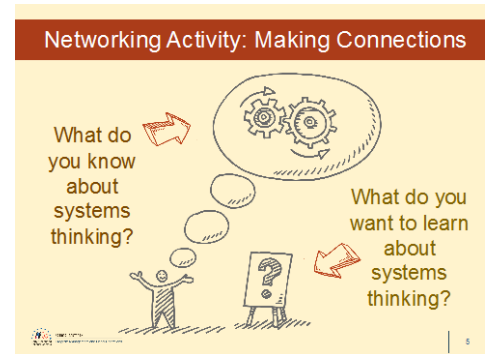 Networking Activity: Making Connections
What do
you know
about
systems
thinking?
What do you
want to learn
about
systems
thinking?
?
5